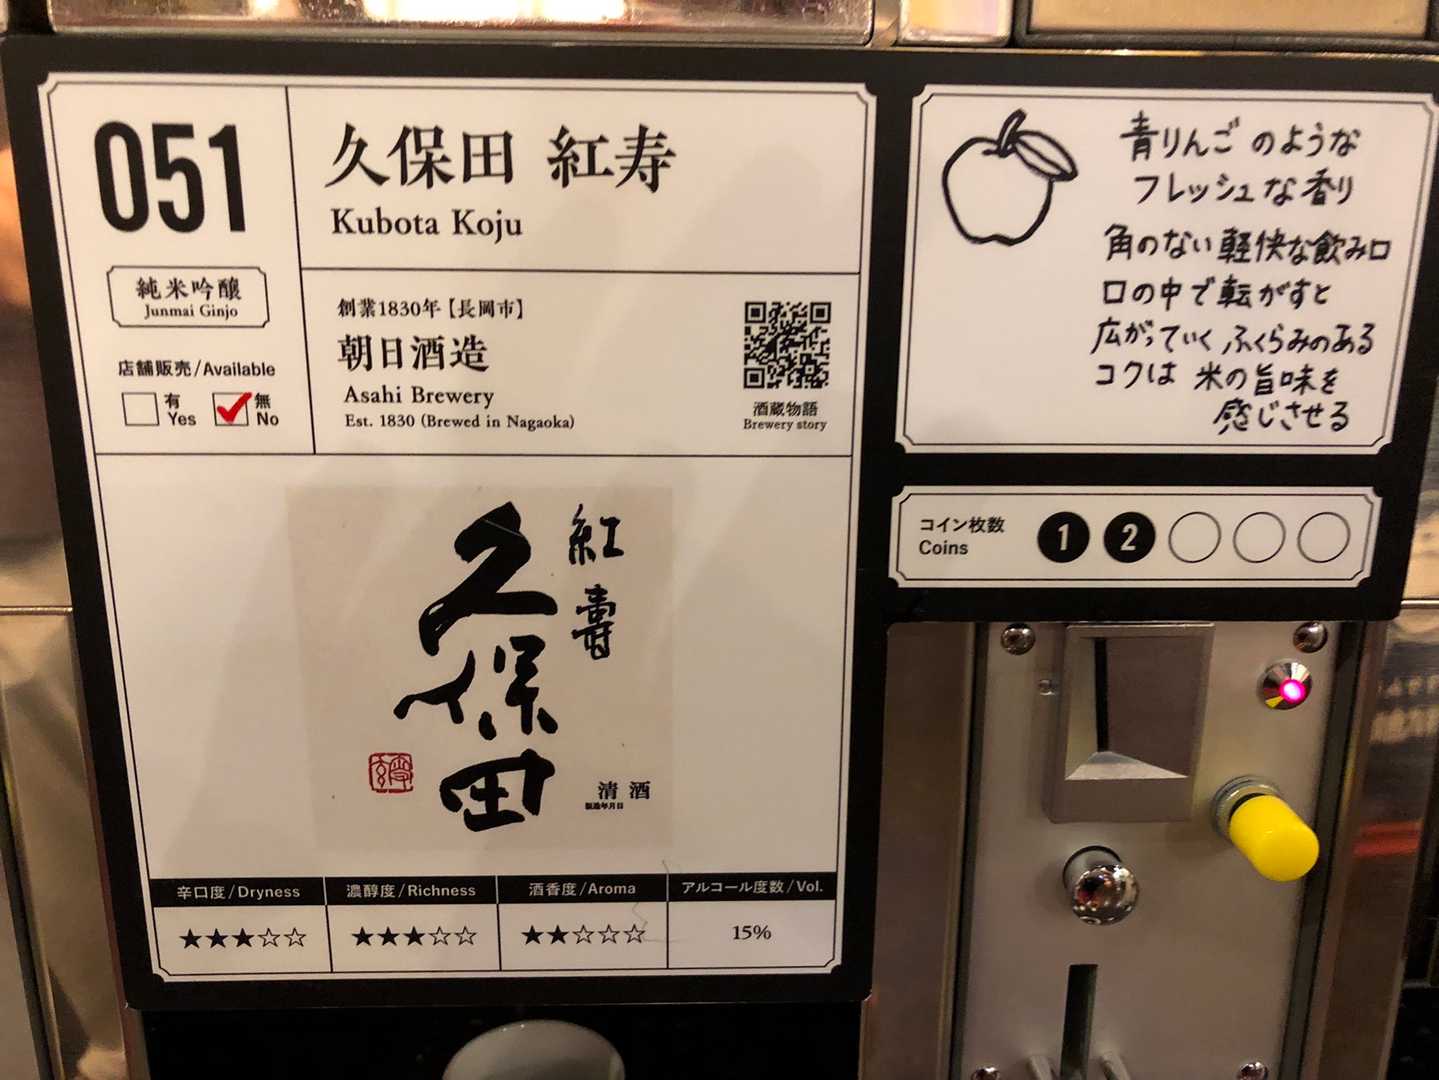 051
純米吟醸
Junmai Ginjo
店舗販売/Available
有
Yes
無
No
久保田 紅寿
Kubota Koju
創業1830年【長岡市】
朝日酒造
Asahi Brewery
Est. 1830 (Brewed in Nagaoka)
酒蔵物語
Brewery story
紅壽
久保田
清酒
製造年月日
辛口度/Dryness
★★★☆☆
濃醇度/Richness
★★★☆☆
酒香度/Aroma
★★☆☆☆
アルコール度数/Vol.
15%
青りんごのような
フレッシュな香り
角のない軽快な飲み口
口の中で転がすと
広がっていくふくらみのある
コクは 米の旨味を
感じさせる
コイン枚数
Coins
1 2